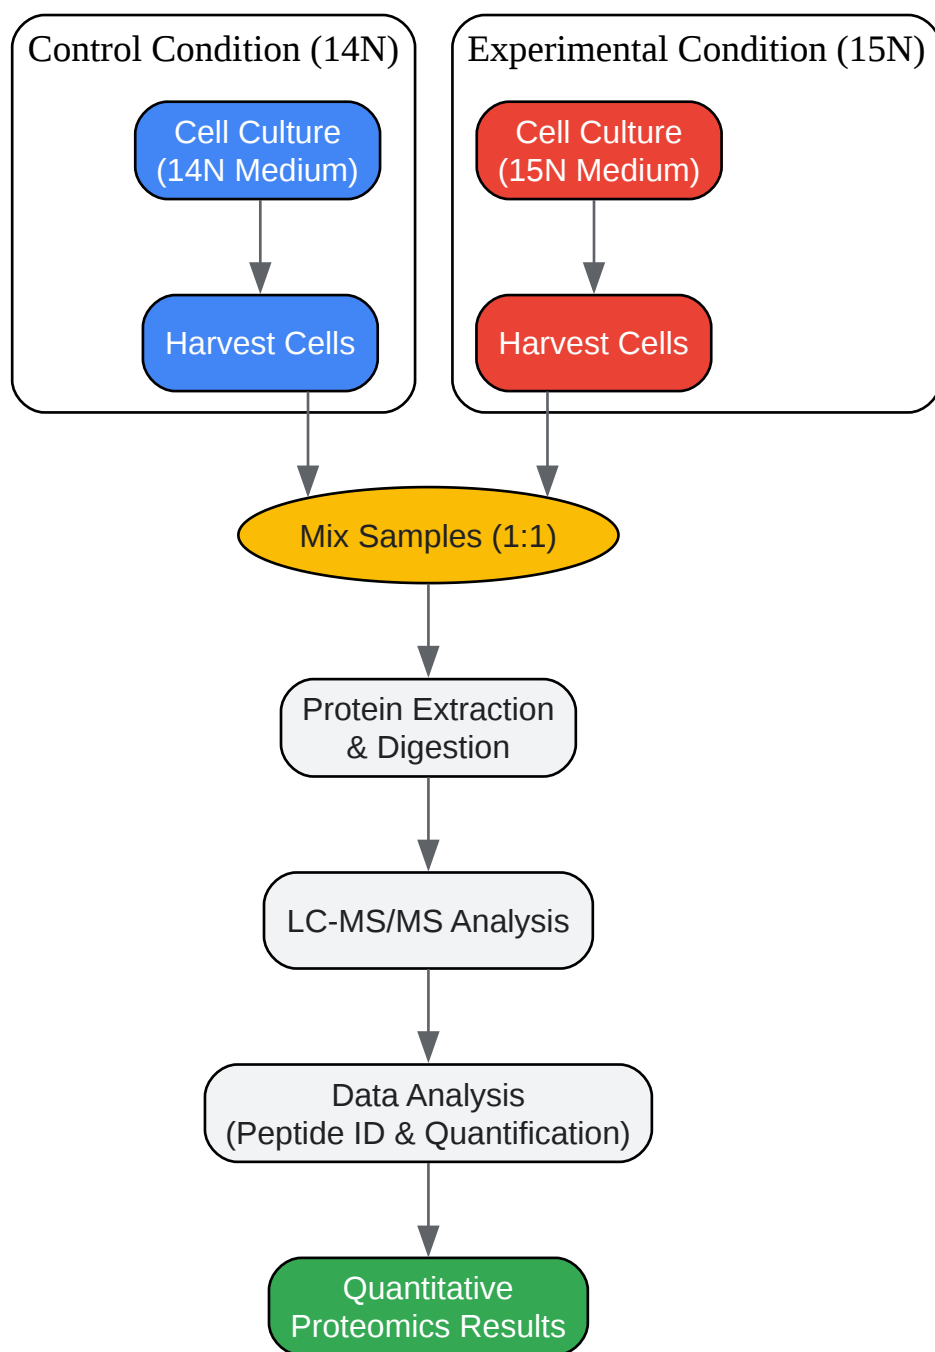 Control Condition (14N)
Experimental Condition (15N)
Cell Culture
(14N Medium)
Cell Culture
(15N Medium)
Harvest Cells
Harvest Cells
Mix Samples (1:1)
Protein Extraction
& Digestion
LC-MS/MS Analysis
Data Analysis
(Peptide ID & Quantification)
Quantitative
Proteomics Results